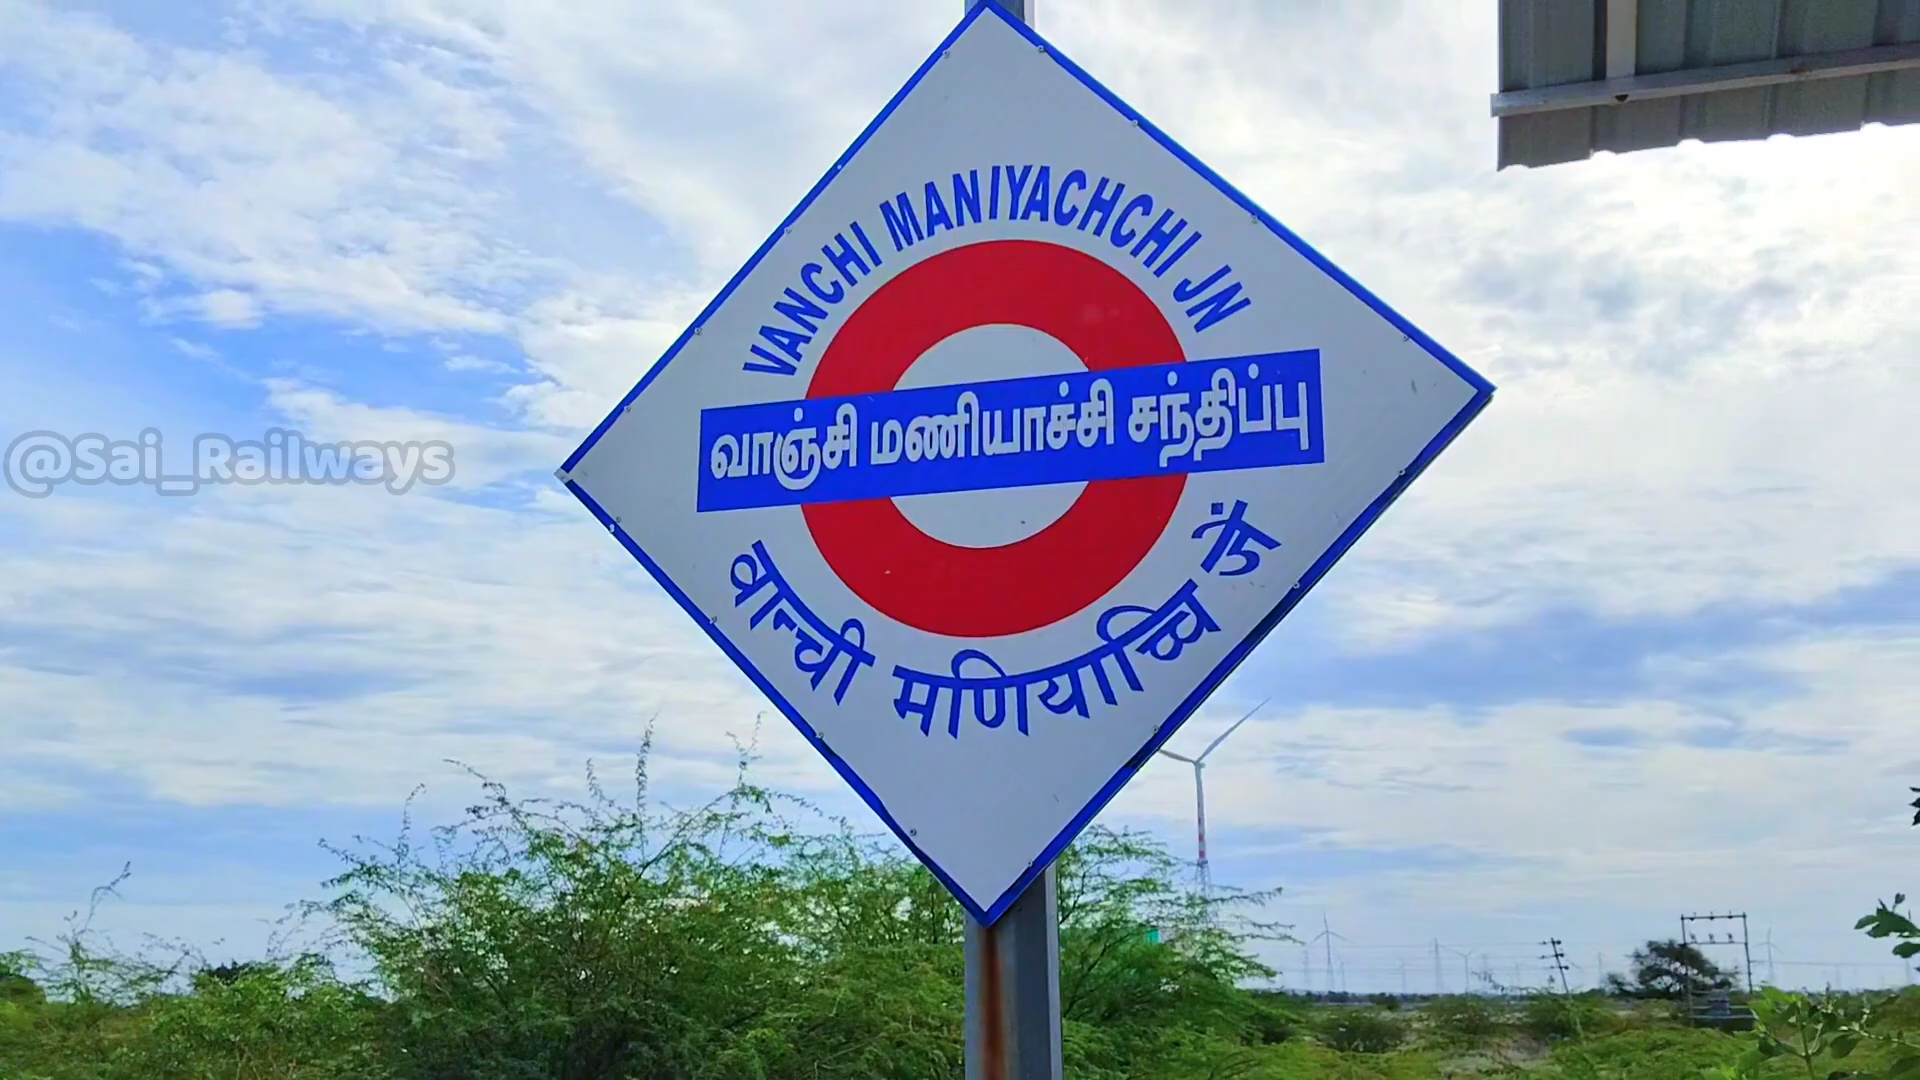 VANCHI MANIYACHCHI JN
வாஞ்சி மணியாச்சி சந்திப்பு
वान्ची मणियाच्चि जं
@Sai_Railways